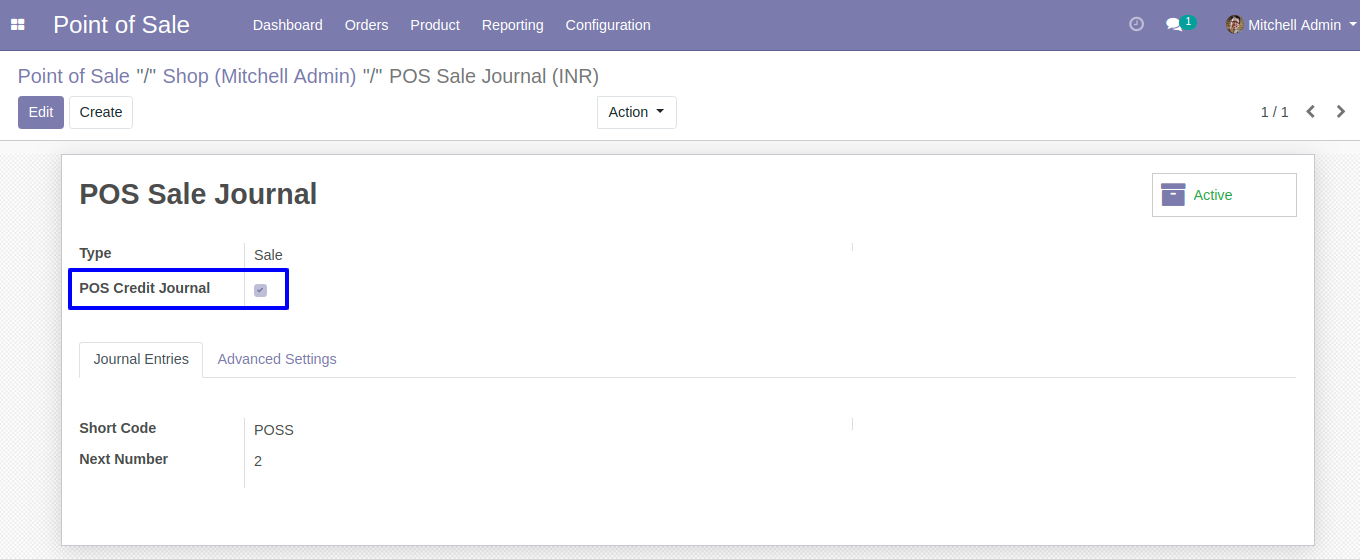 Point of Sale Dashboard Orders Product Reporting Configuration 1 Mitchell Admin
Point of Sale "/" Shop (Mitchell Admin) "/" POS Sale Journal (INR)
Edit Create Action 1 / 1
POS Sale Journal
Active
Type Sale
POS Credit Journal
Journal Entries Advanced Settings
Short Code POSS
Next Number 2